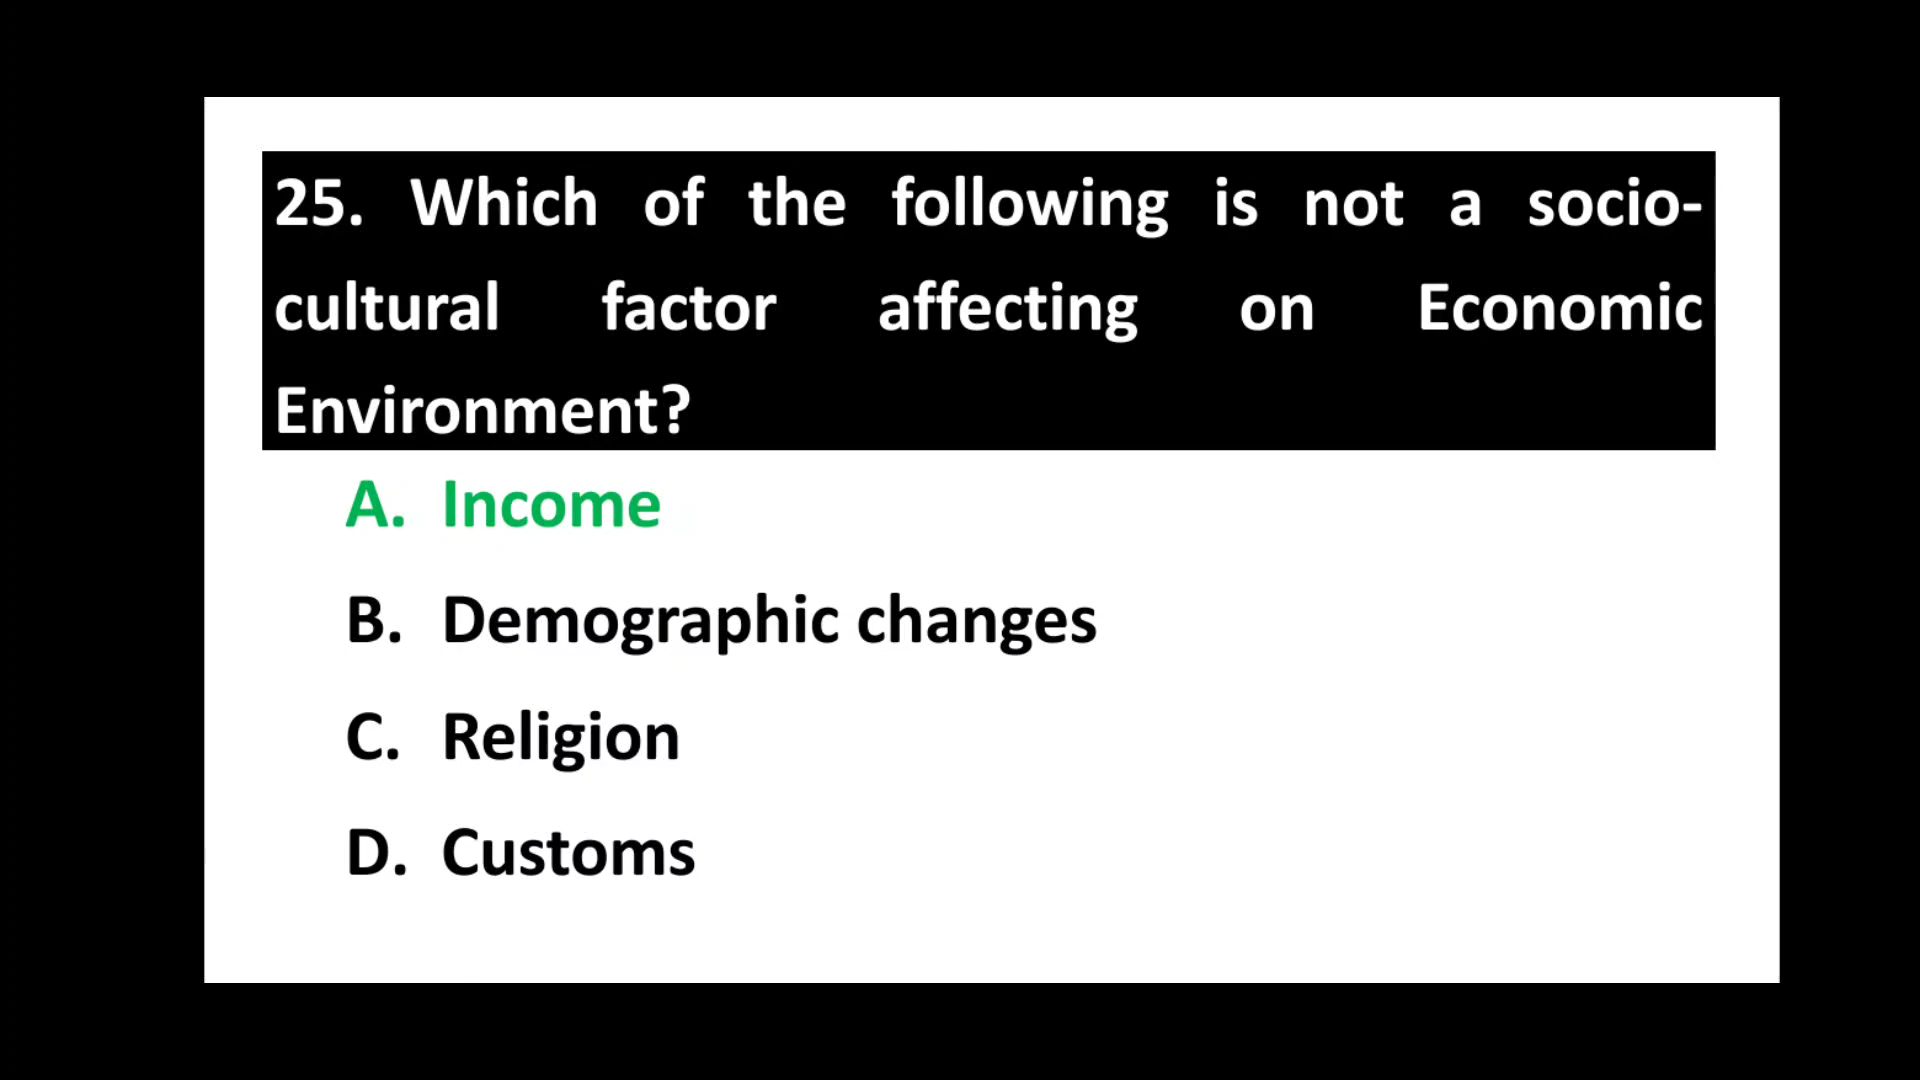 25. Which of the following is not a socio-
cultural factor affecting on Economic
Environment?
A. Income
B. Demographic changes
C. Religion
D. Customs